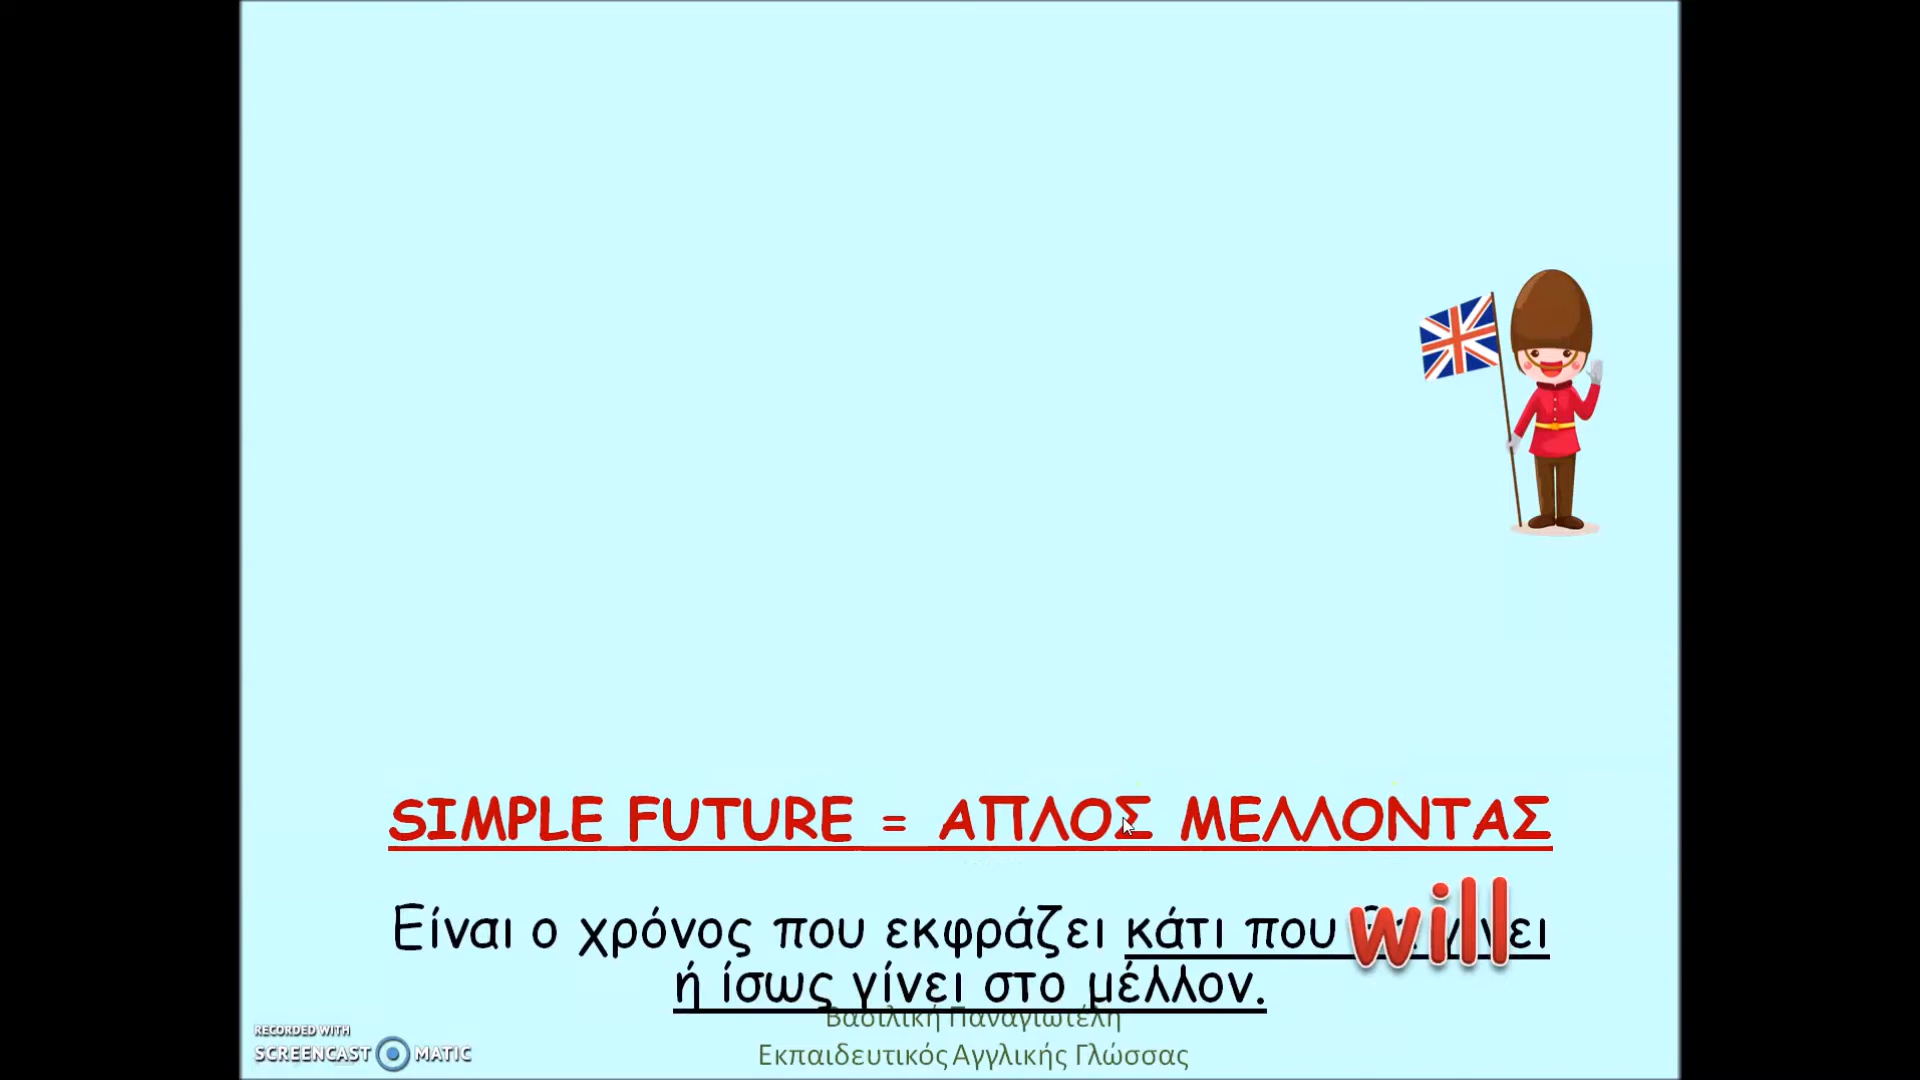 SIMPLE FUTURE = ΑΠΛΟΣ ΜΕΛΛΟΝΤΑΣ
Είναι ο χρόνος που εκφράζει κάτι που
will
ή ίσως γίνει στο μέλλον.
Βασιλική Παναγιωτέλη
Εκπαιδευτικός Αγγλικής Γλώσσας
RECORDED WITH
SCREENCAST MATIC